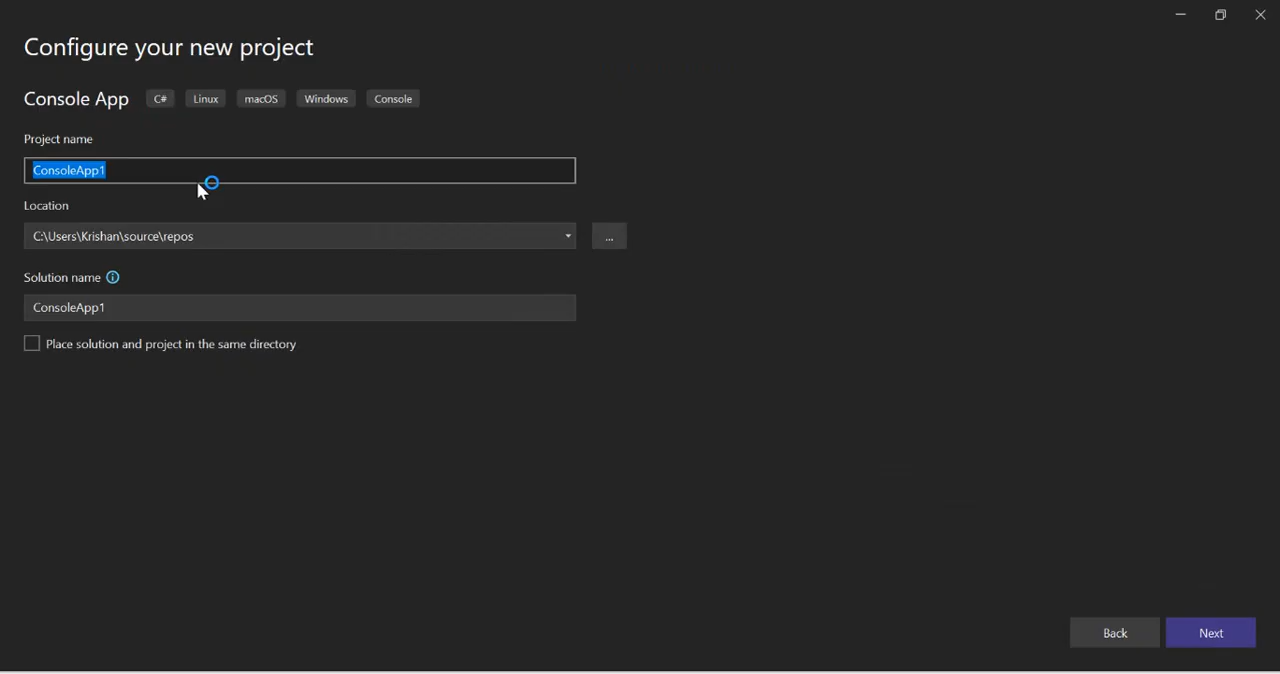 Configure your new project
Console App C# Linux macOS Windows Console
Project name
ConsoleApp1
Location
C:\Users\Krishan\source\repos
...
Solution name
ConsoleApp1
Place solution and project in the same directory
Back Next